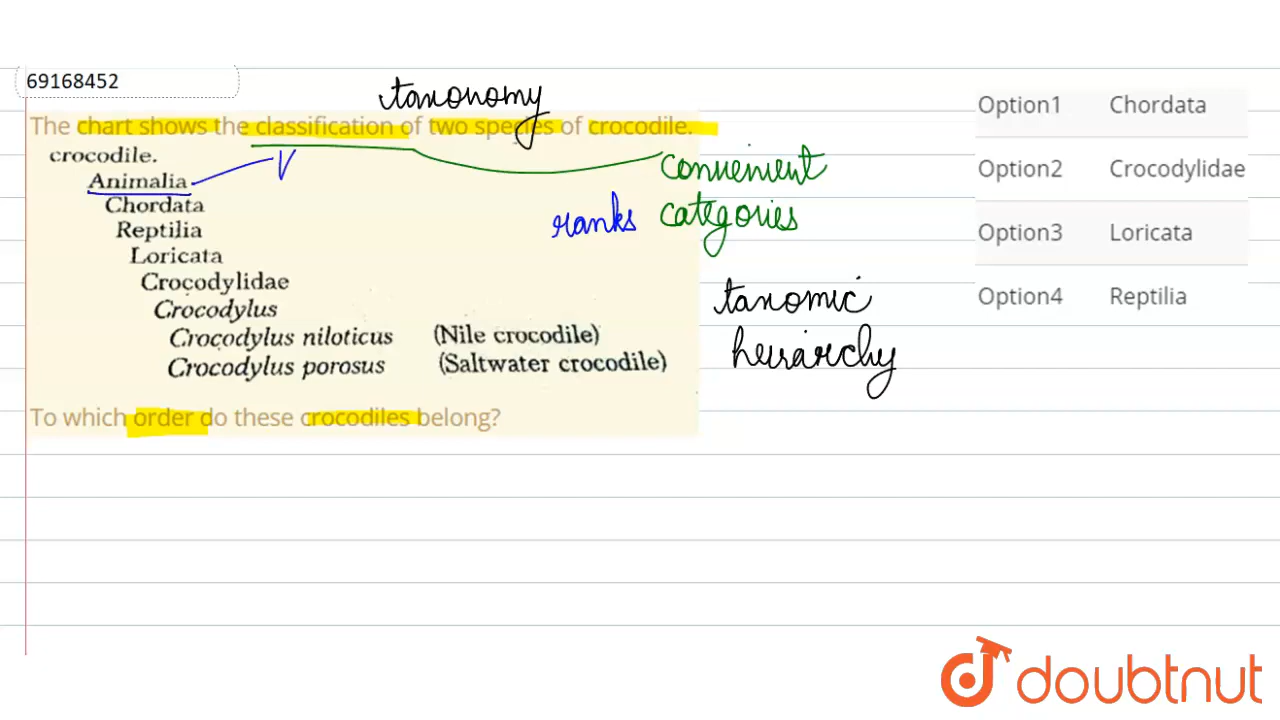 69168452
taxonomy
The chart shows the classification of two species of crocodile.
crocodile.
Animalia
Chordata
Reptilia
Loricata
Crocodylidae
Crocodylus
Crocodylus niloticus (Nile crocodile)
Crocodylus porosus (Saltwater crocodile)
To which order do these crocodiles belong?
convenient
categories
ranks
taxomic
heirarchy
Option1 Chordata
Option2 Crocodylidae
Option3 Loricata
Option4 Reptilia
doubtnut